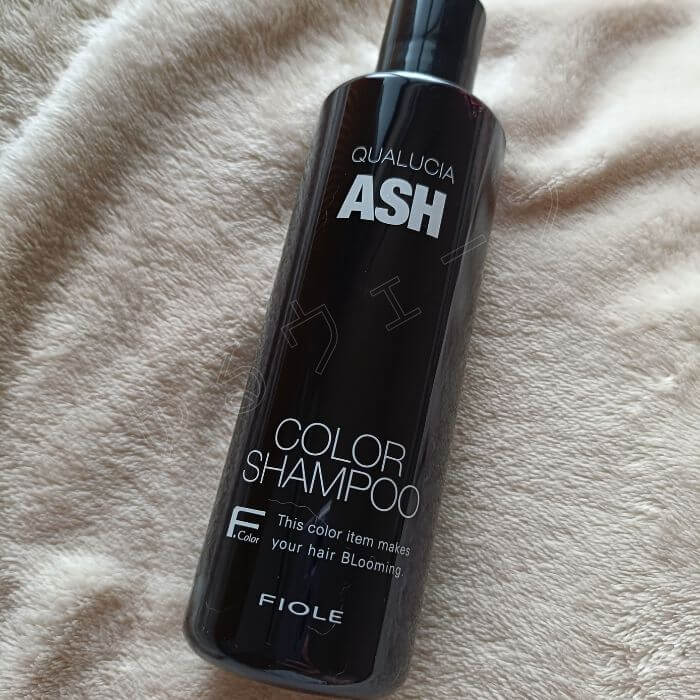 QUALUCIA
ASH
COLOR
SHAMPOO
F.Color
This color item makes
your hair BLooming.
FIOLE